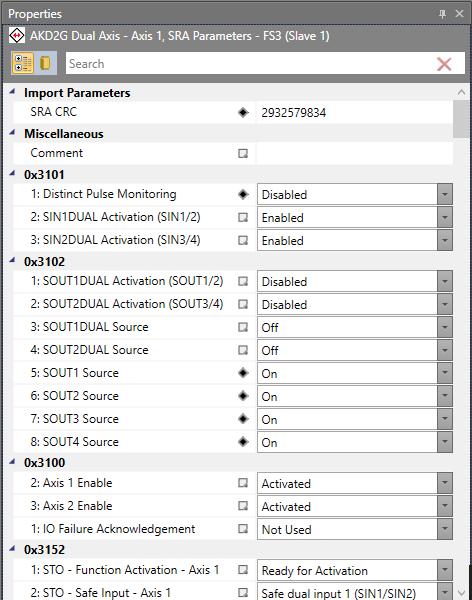 Properties
AKD2G Dual Axis - Axis 1, SRA Parameters - FS3 (Slave 1)
Search
Import Parameters
SRA CRC 2932579834
Miscellaneous
Comment
0x3101
1: Distinct Pulse Monitoring Disabled
2: SIN1DUAL Activation (SIN1/2) Enabled
3: SIN2DUAL Activation (SIN3/4) Enabled
0x3102
1: SOUT1DUAL Activation (SOUT1/2) Disabled
2: SOUT2DUAL Activation (SOUT3/4) Disabled
3: SOUT1DUAL Source Off
4: SOUT2DUAL Source Off
5: SOUT1 Source On
6: SOUT2 Source On
7: SOUT3 Source On
8: SOUT4 Source On
0x3100
2: Axis 1 Enable Activated
3: Axis 2 Enable Activated
1: IO Failure Acknowledgement Not Used
0x3152
1: STO - Function Activation - Axis 1 Ready for Activation
2: STO - Safe Input - Axis 1 Safe dual input 1 (SIN1/SIN2)